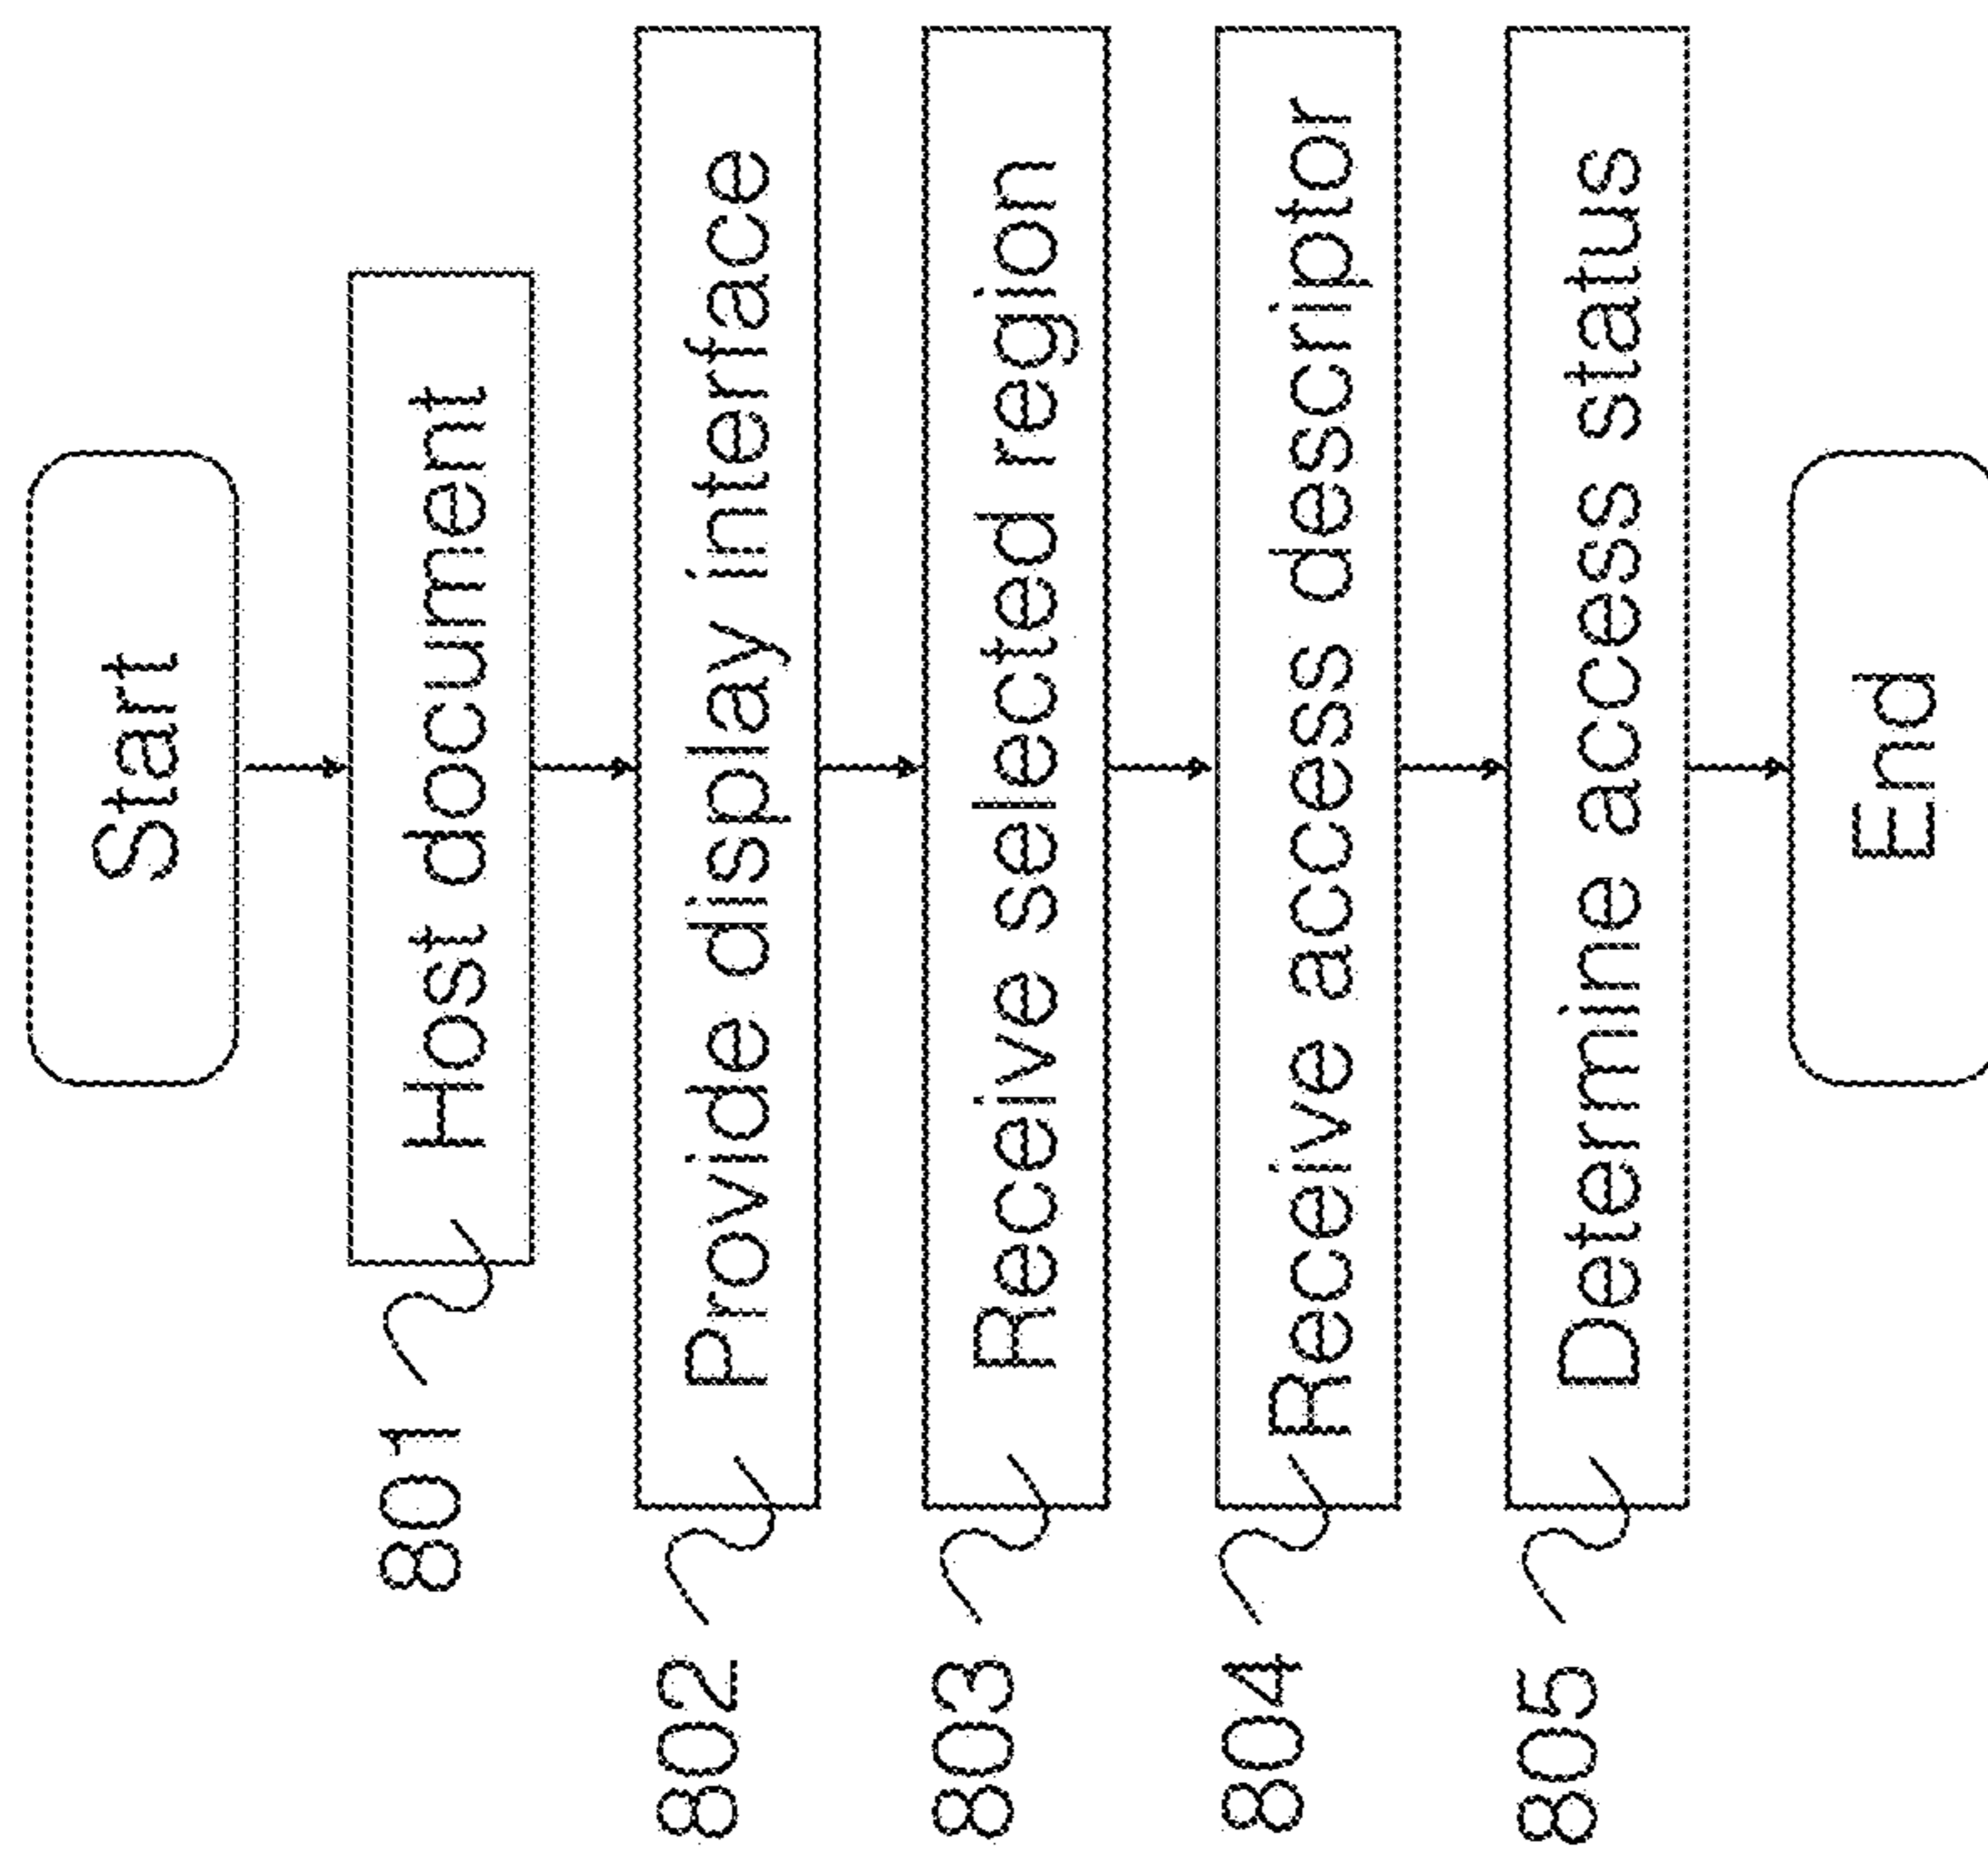 Start
801
Host document
802
Provide display interface
803
Receive selected region
804
Receive access descriptor
805
Determine access status
End